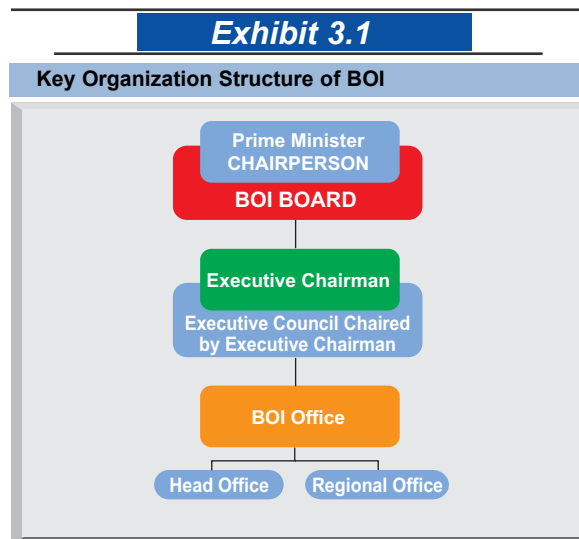 Exhibit 3.1
Key Organization Structure of BOI
Prime Minister
CHAIRPERSON
BOI BOARD
Executive Chairman
Executive Council Chaired
by Executive Chairman
BOI Office
Head Office
Regional Office